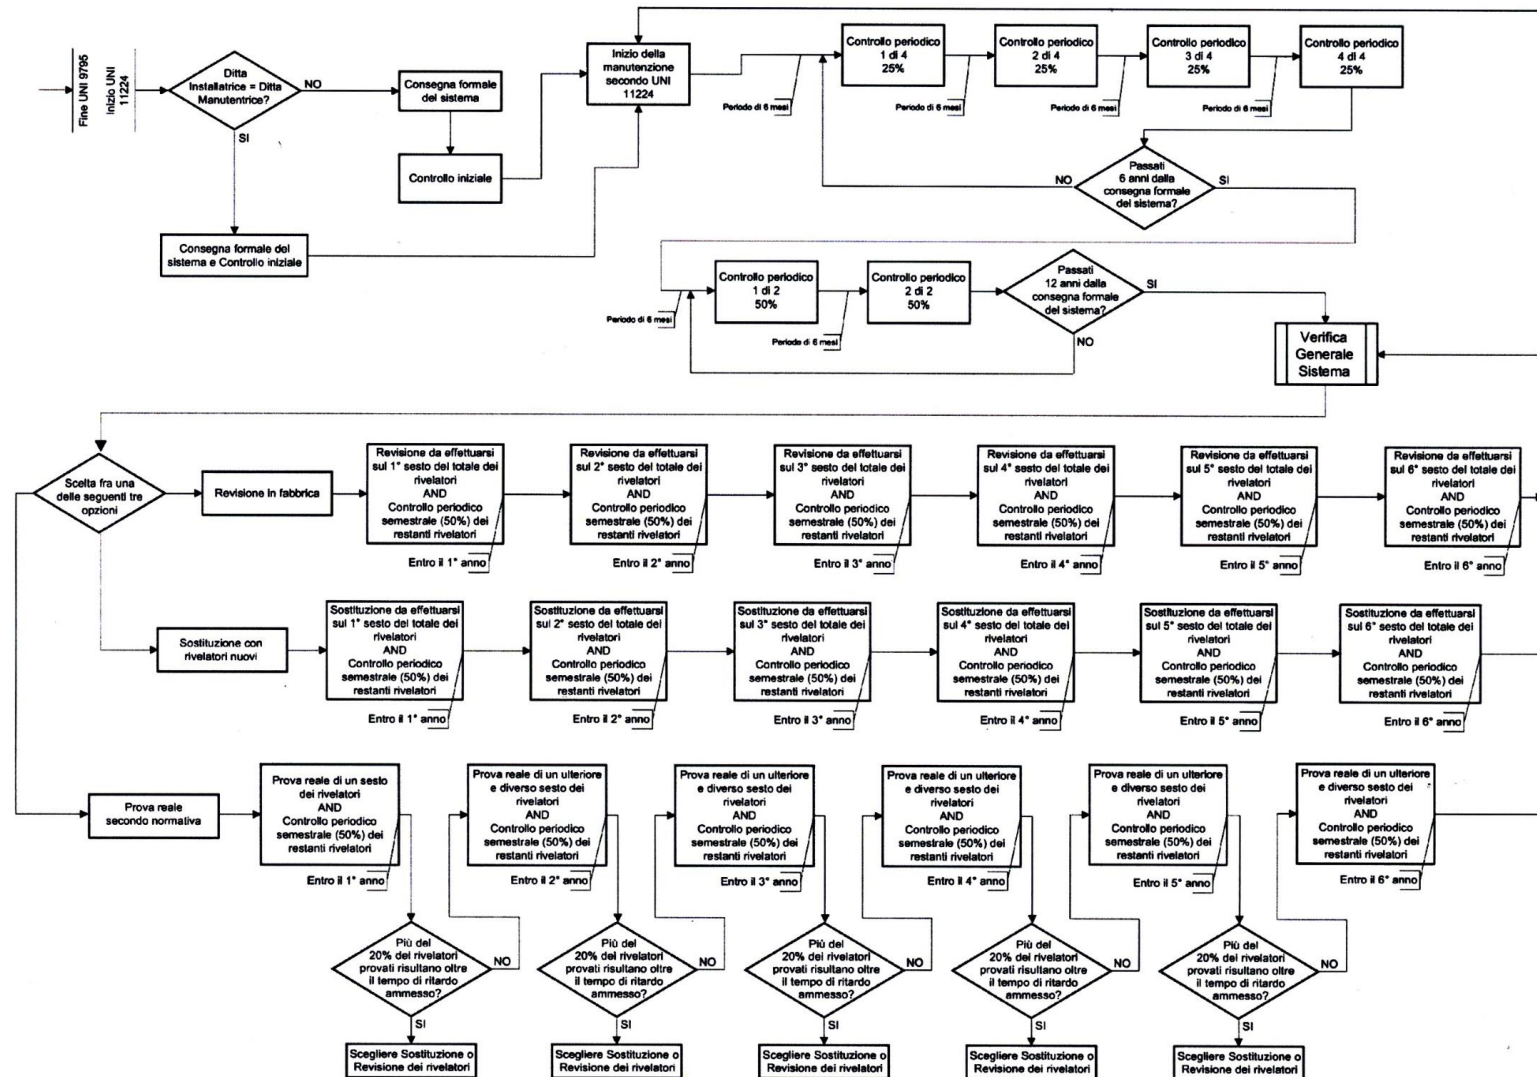 Fine UNI 9795
Inizio UNI
11224
Ditta
Installatrice = Ditta
Manutentrice?
NO
SI
Consegna formale
del sistema
Controllo iniziale
Consegna formale del
sistema e Controllo iniziale
Inizio della
manutenzione
secondo UNI
11224
Periodo di 6 mesi
Controllo periodico
1 di 4
25%
Periodo di 6 mesi
Controllo periodico
2 di 4
25%
Periodo di 6 mesi
Controllo periodico
3 di 4
25%
Periodo di 6 mesi
Controllo periodico
4 di 4
25%
Passati
6 anni dalla
consegna formale
del sistema?
NO
SI
Periodo di 6 mesi
Controllo periodico
1 di 2
50%
Periodo di 6 mesi
Controllo periodico
2 di 2
50%
Passati
12 anni dalla
consegna formale
del sistema?
SI
NO
Verifica
Generale
Sistema
Scelta fra una
delle seguenti tre
opzioni
Revisione in fabbrica
Revisione da effettuarsi
sul 1° sesto del totale dei
rivelatori
AND
Controllo periodico
semestrale (50%) dei
restanti rivelatori
Entro il 1° anno
Revisione da effettuarsi
sul 2° sesto del totale dei
rivelatori
AND
Controllo periodico
semestrale (50%) dei
restanti rivelatori
Entro il 2° anno
Revisione da effettuarsi
sul 3° sesto del totale dei
rivelatori
AND
Controllo periodico
semestrale (50%) dei
restanti rivelatori
Entro il 3° anno
Revisione da effettuarsi
sul 4° sesto del totale dei
rivelatori
AND
Controllo periodico
semestrale (50%) dei
restanti rivelatori
Entro il 4° anno
Revisione da effettuarsi
sul 5° sesto del totale dei
rivelatori
AND
Controllo periodico
semestrale (50%) dei
restanti rivelatori
Entro il 5° anno
Revisione da effettuarsi
sul 6° sesto del totale dei
rivelatori
AND
Controllo periodico
semestrale (50%) dei
restanti rivelatori
Entro il 6° anno
Sostituzione con
rivelatori nuovi
Sostituzione da effettuarsi
sul 1° sesto del totale dei
rivelatori
AND
Controllo periodico
semestrale (50%) dei
restanti rivelatori
Entro il 1° anno
Sostituzione da effettuarsi
sul 2° sesto del totale dei
rivelatori
AND
Controllo periodico
semestrale (50%) dei
restanti rivelatori
Entro il 2° anno
Sostituzione da effettuarsi
sul 3° sesto del totale dei
rivelatori
AND
Controllo periodico
semestrale (50%) dei
restanti rivelatori
Entro il 3° anno
Sostituzione da effettuarsi
sul 4° sesto del totale dei
rivelatori
AND
Controllo periodico
semestrale (50%) dei
restanti rivelatori
Entro il 4° anno
Sostituzione da effettuarsi
sul 5° sesto del totale dei
rivelatori
AND
Controllo periodico
semestrale (50%) dei
restanti rivelatori
Entro il 5° anno
Sostituzione da effettuarsi
sul 6° sesto del totale dei
rivelatori
AND
Controllo periodico
semestrale (50%) dei
restanti rivelatori
Entro il 6° anno
Prova reale
secondo normativa
Prova reale di un sesto
dei rivelatori
AND
Controllo periodico
semestrale (50%) dei
restanti rivelatori
Entro il 1° anno
Prova reale di un ulteriore
e diverso sesto dei
rivelatori
AND
Controllo periodico
semestrale (50%) dei
restanti rivelatori
Entro il 2° anno
Prova reale di un ulteriore
e diverso sesto dei
rivelatori
AND
Controllo periodico
semestrale (50%) dei
restanti rivelatori
Entro il 3° anno
Prova reale di un ulteriore
e diverso sesto dei
rivelatori
AND
Controllo periodico
semestrale (50%) dei
restanti rivelatori
Entro il 4° anno
Prova reale di un ulteriore
e diverso sesto dei
rivelatori
AND
Controllo periodico
semestrale (50%) dei
restanti rivelatori
Entro il 5° anno
Prova reale di un ulteriore
e diverso sesto dei
rivelatori
AND
Controllo periodico
semestrale (50%) dei
restanti rivelatori
Entro il 6° anno
Più del
20% dei rivelatori
provati risultano oltre
il tempo di ritardo
ammesso?
NO
SI
Scegliere Sostituzione o
Revisione dei rivelatori
Più del
20% dei rivelatori
provati risultano oltre
il tempo di ritardo
ammesso?
NO
SI
Scegliere Sostituzione o
Revisione dei rivelatori
Più del
20% dei rivelatori
provati risultano oltre
il tempo di ritardo
ammesso?
NO
SI
Scegliere Sostituzione o
Revisione dei rivelatori
Più del
20% dei rivelatori
provati risultano oltre
il tempo di ritardo
ammesso?
NO
SI
Scegliere Sostituzione o
Revisione dei rivelatori
Più del
20% dei rivelatori
provati risultano oltre
il tempo di ritardo
ammesso?
NO
SI
Scegliere Sostituzione o
Revisione dei rivelatori